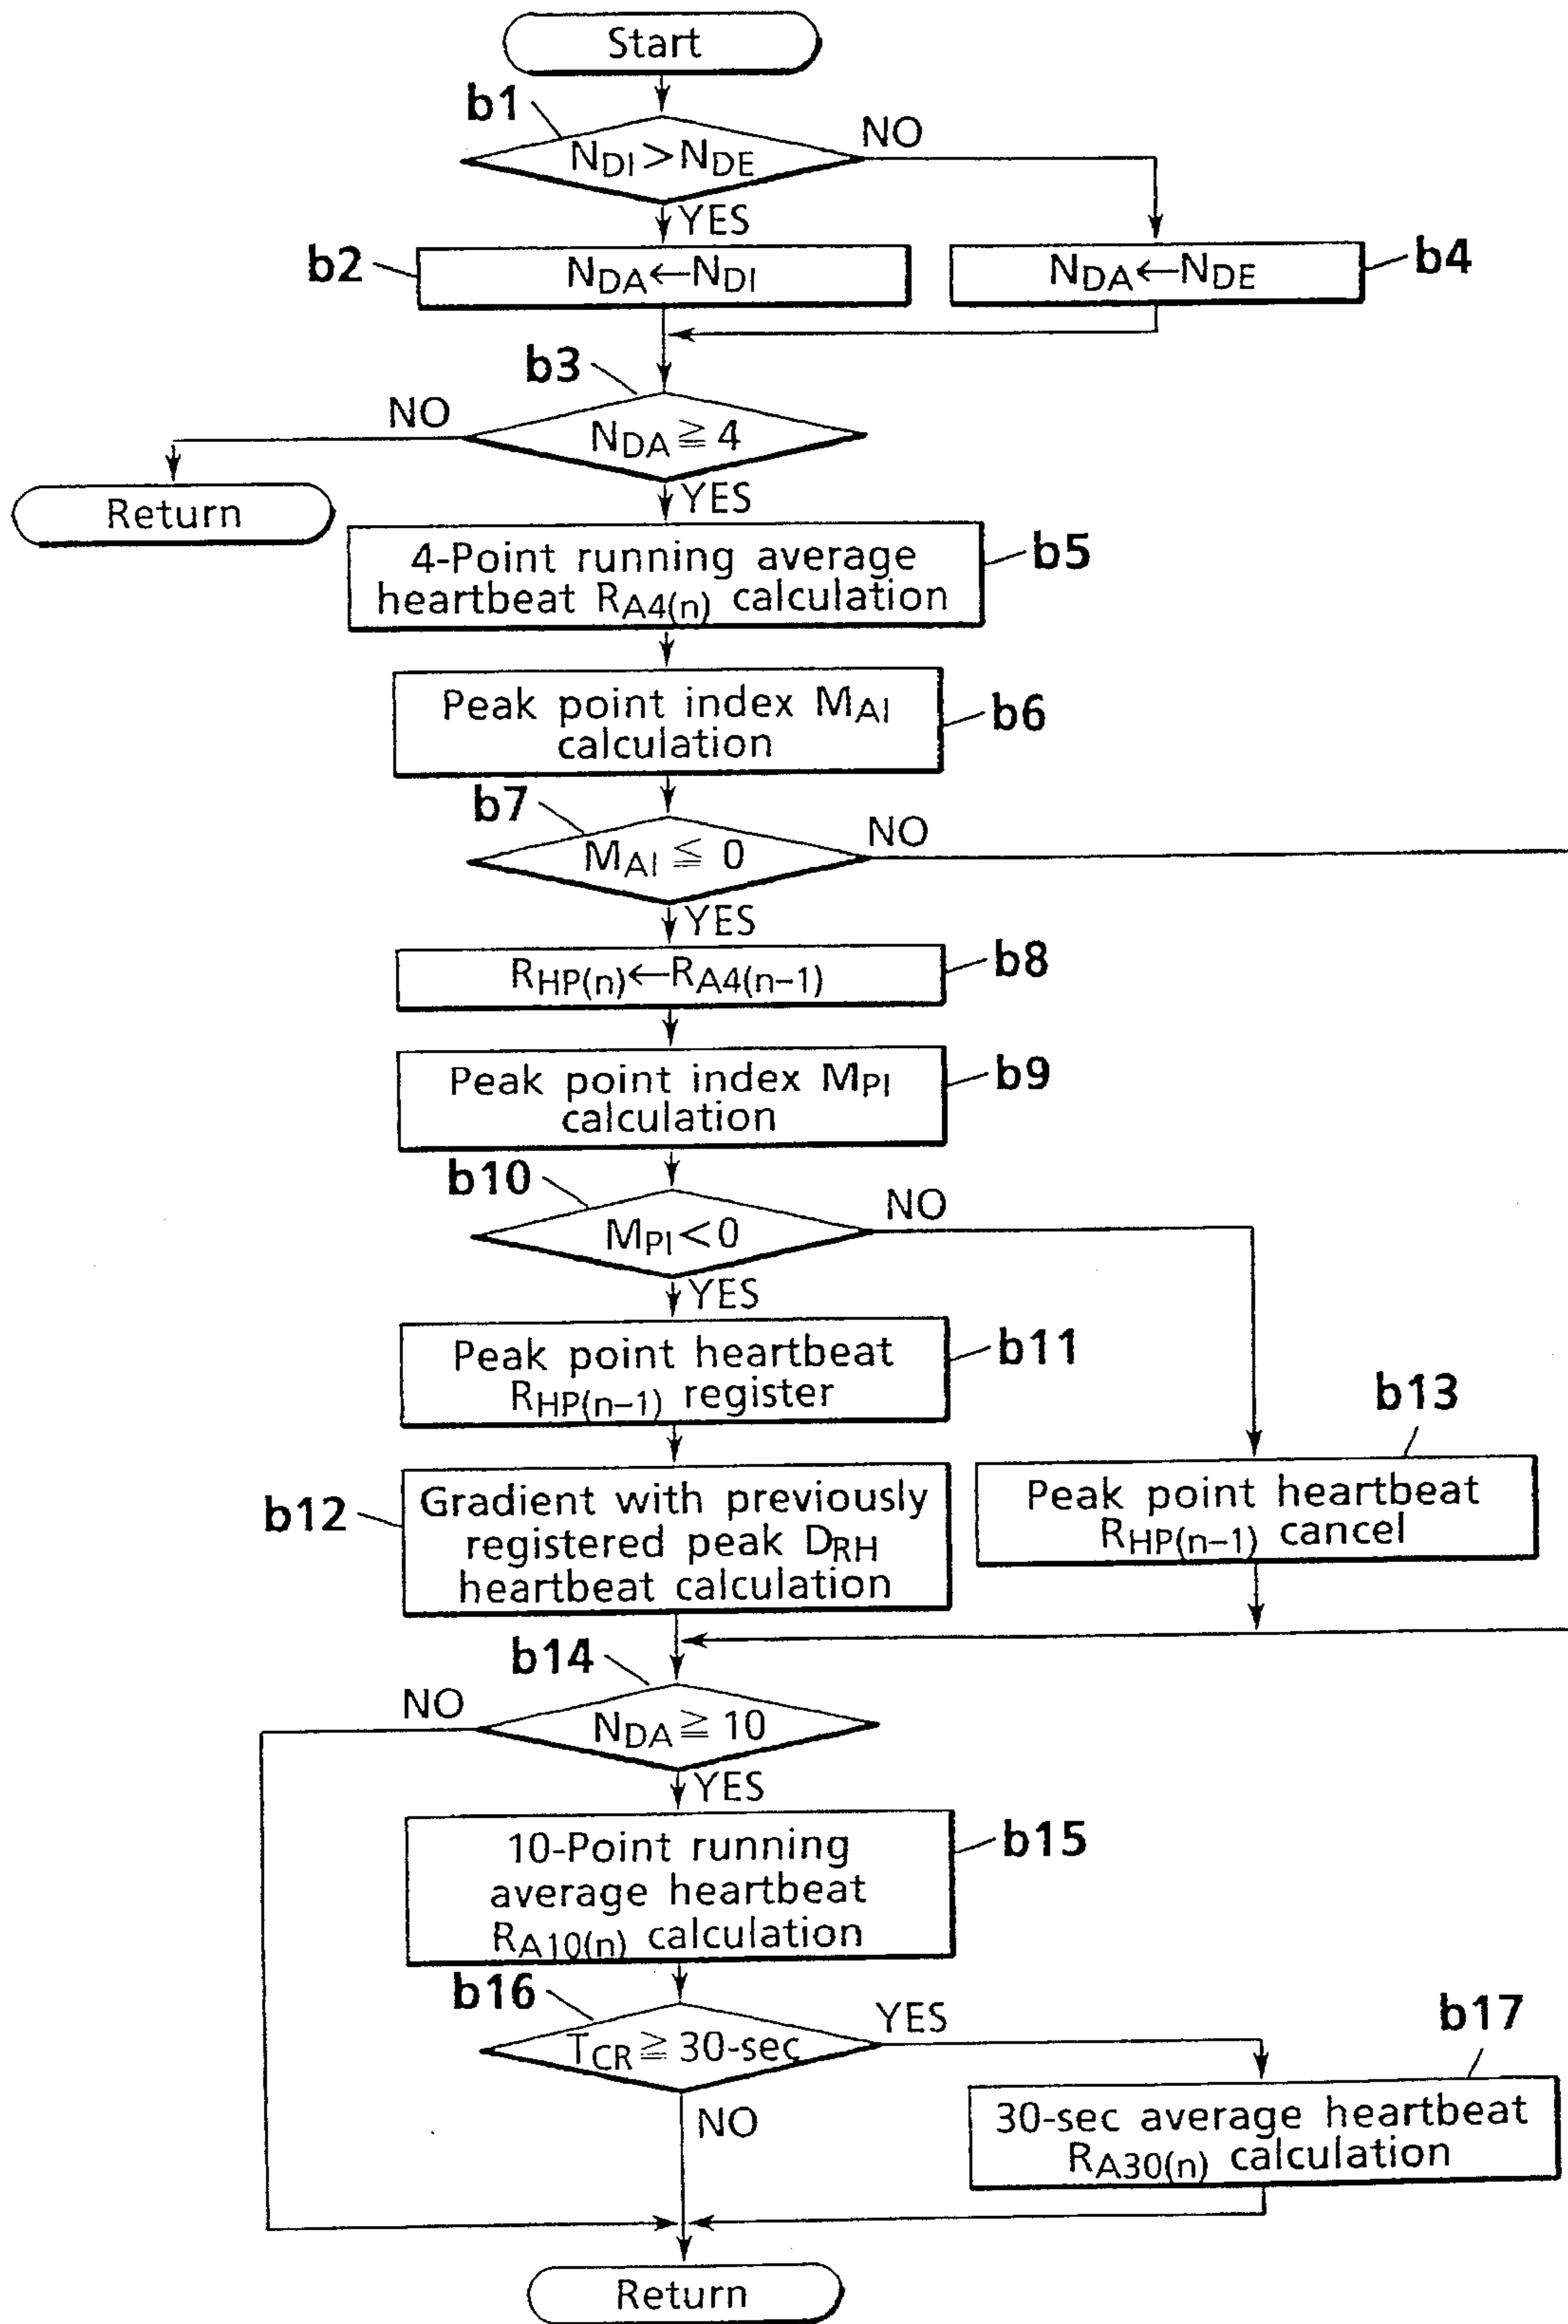 Start
b1
NDI>NDE
NO
YES
b2
NDA←NDI
NDA←NDE
b4
b3
NO
NDA≧4
YES
Return
4-Point running average
heartbeat RA4(n) calculation
b5
Peak point index MAI
calculation
b6
b7
MAI≦ 0
NO
YES
RHP(n)←RA4(n−1)
b8
Peak point index MPI
calculation
b9
b10
MPI<0
NO
YES
Peak point heartbeat
RHP(n−1) register
b11
b13
Peak point heartbeat
RHP(n−1) cancel
b12
Gradient with previously
registered peak DRH
heartbeat calculation
b14
NO
NDA≧10
YES
10-Point running
average heartbeat
RA10(n) calculation
b15
b16
TCR≧30-sec
YES
NO
b17
30-sec average heartbeat
RA30(n) calculation
Return